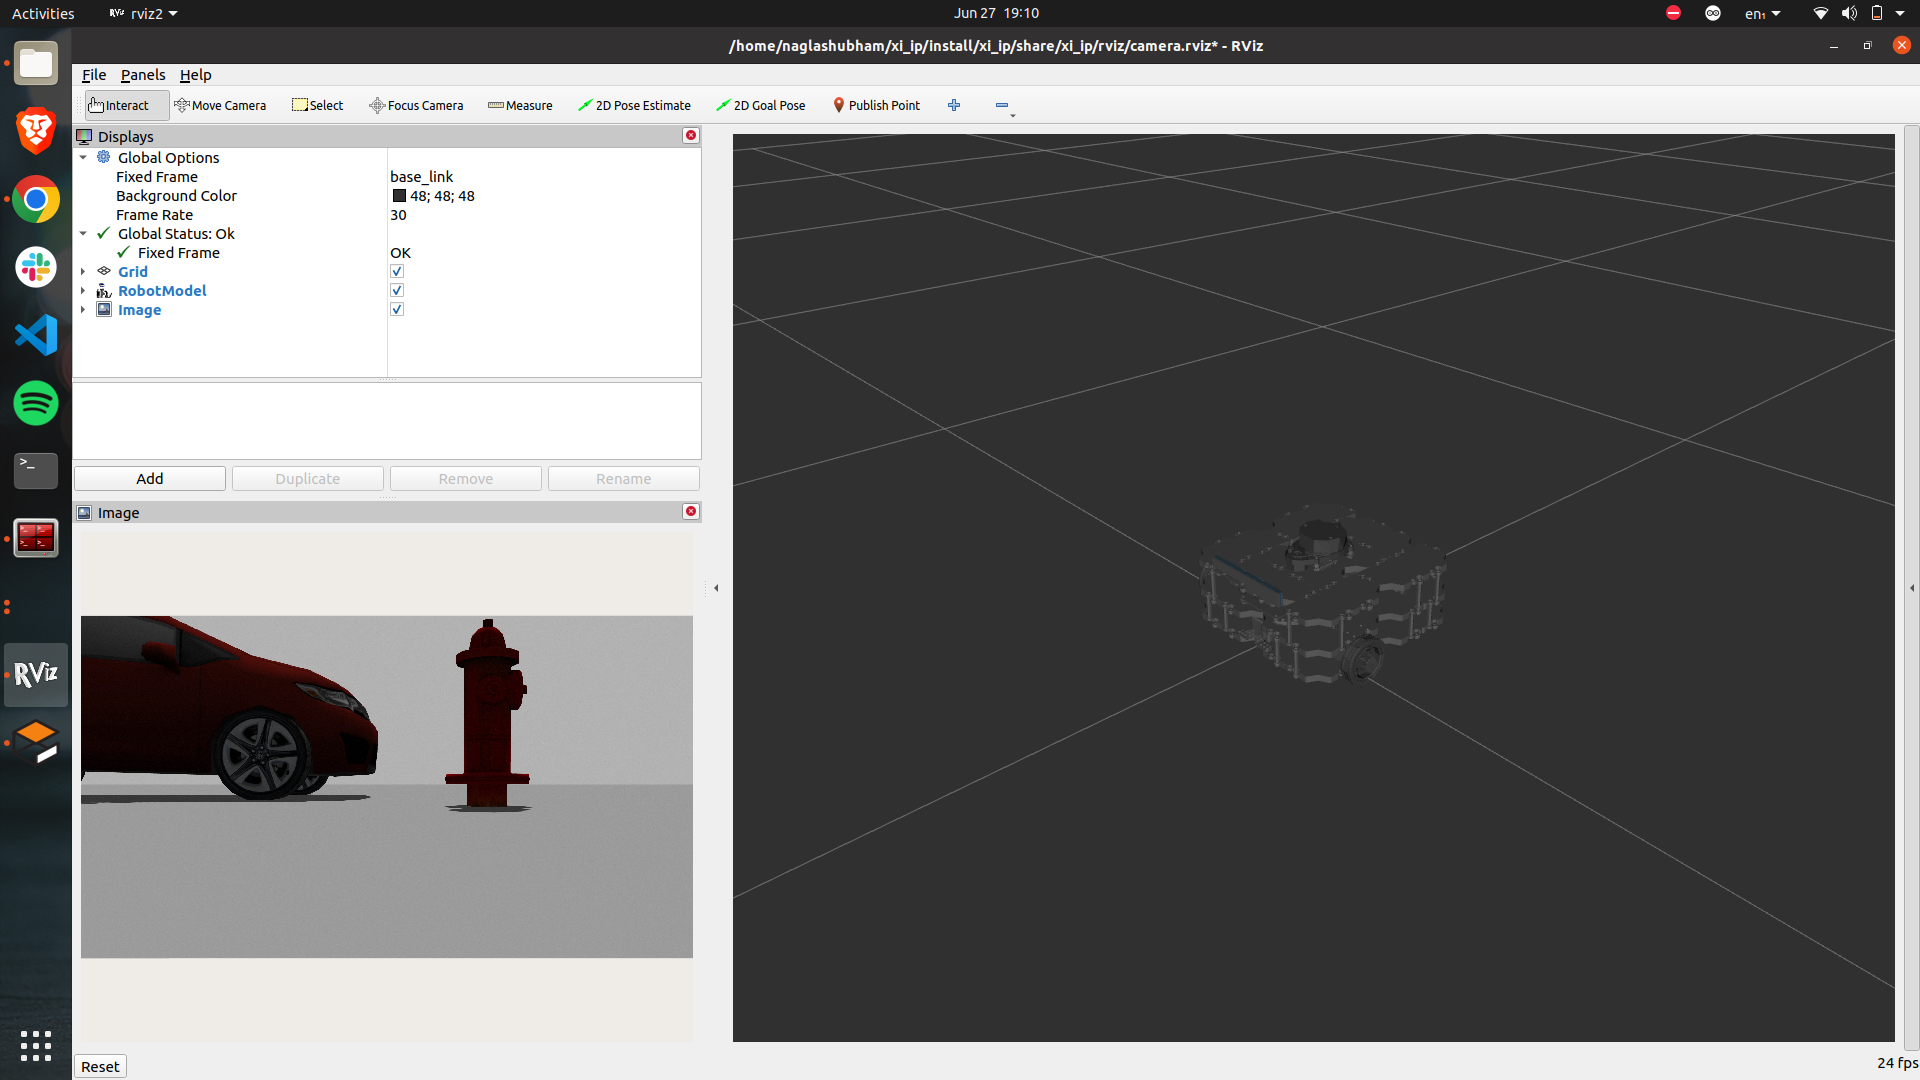 Activities
RViz rviz2
Jun 27 19:10
en₁
/home/naglashubham/xi_ip/install/xi_ip/share/xi_ip/rviz/camera.rviz* - RViz
File Panels Help
Interact Move Camera Select Focus Camera Measure 2D Pose Estimate 2D Goal Pose Publish Point
Displays
Global Options
Fixed Frame base_link
Background Color 48; 48; 48
Frame Rate 30
Global Status: Ok
Fixed Frame OK
Grid
RobotModel
Image
Add Duplicate Remove Rename
Image
RViz
Reset
24 fps